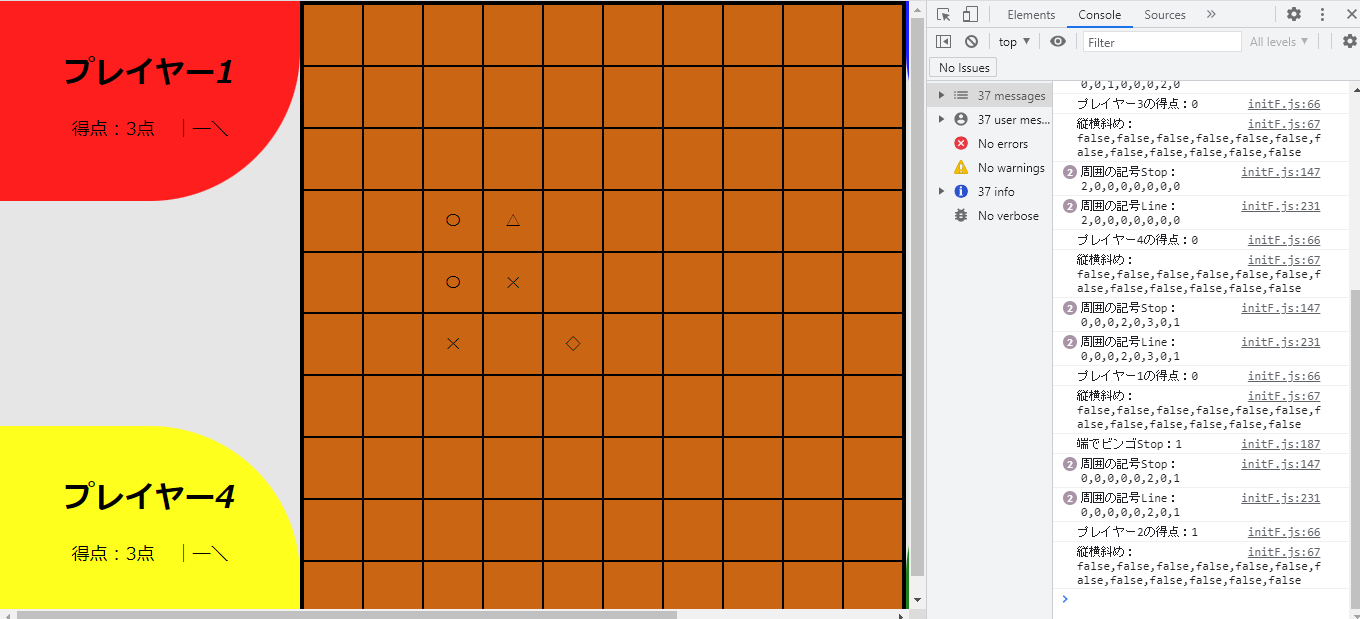 プレイヤー1
得点：3点 ｜―＼
プレイヤー4
得点：3点 ｜―＼
○ △
○ ×
× ◇
Elements Console Sources »
top ▼ Filter All levels ▼
No Issues
37 messages
37 user mes...
No errors
No warnings
37 info
No verbose
0,0,1,0,0,0,2,0
プレイヤー3の得点：0 initF.js:66
縦横斜め： initF.js:67
false,false,false,false,false,false,f
alse,false,false,false,false,false
2 周囲の記号Stop： initF.js:147
2,0,0,0,0,0,0,0
2 周囲の記号Line： initF.js:231
2,0,0,0,0,0,0,0
プレイヤー4の得点：0 initF.js:66
縦横斜め： initF.js:67
false,false,false,false,false,false,f
alse,false,false,false,false,false
2 周囲の記号Stop： initF.js:147
0,0,0,2,0,3,0,1
2 周囲の記号Line： initF.js:231
0,0,0,2,0,3,0,1
プレイヤー1の得点：0 initF.js:66
縦横斜め： initF.js:67
false,false,false,false,false,false,f
alse,false,false,false,false,false
端でビンゴStop：1 initF.js:187
2 周囲の記号Stop： initF.js:147
0,0,0,0,0,2,0,1
2 周囲の記号Line： initF.js:231
0,0,0,0,0,2,0,1
プレイヤー2の得点：1 initF.js:66
縦横斜め： initF.js:67
false,false,false,false,false,false,f
alse,false,false,false,false,false